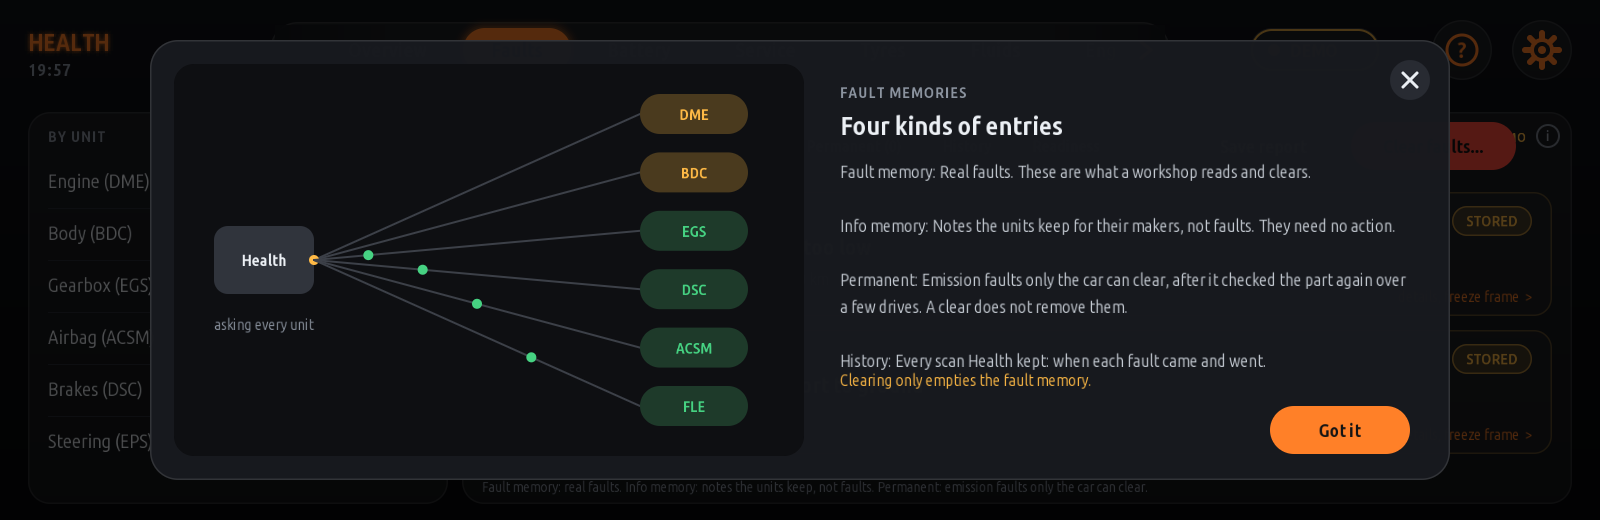 HEALTH
19:57
?
BY UNIT
Engine (DME)
Body (BDC)
Gearbox (EGS)
Airbag (ACSM
Brakes (DSC)
Steering (EPS)
Health
asking every unit
DME
BDC
EGS
DSC
ACSM
FLE
FAULT MEMORIES
Four kinds of entries
Fault memory: Real faults. These are what a workshop reads and clears.
Info memory: Notes the units keep for their makers, not faults. They need no action.
Permanent: Emission faults only the car can clear, after it checked the part again over
a few drives. A clear does not remove them.
History: Every scan Health kept: when each fault came and went.
Clearing only empties the fault memory.
Got it
lts...
i
STORED
reeze frame >
STORED
reeze frame >
Fault memory: real faults. Info memory: notes the units keep, not faults. Permanent: emission faults only the car can clear.